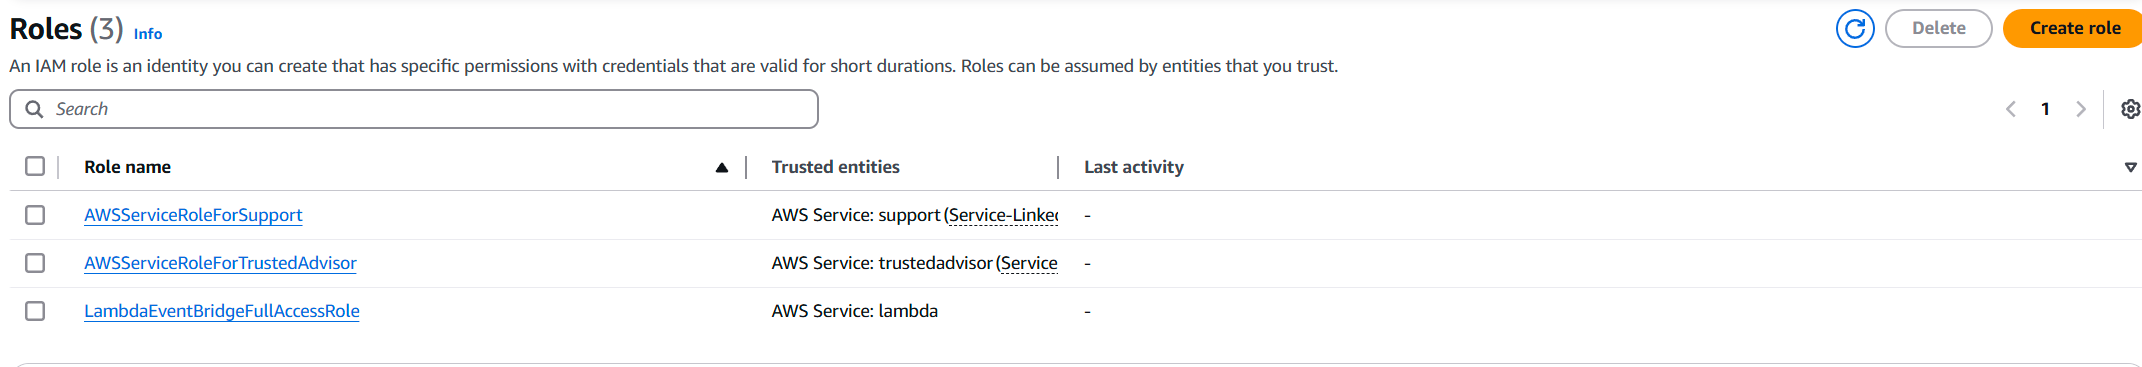 Roles (3) Info
Delete
Create role
An IAM role is an identity you can create that has specific permissions with credentials that are valid for short durations. Roles can be assumed by entities that you trust.
Search
1
Role name
Trusted entities
Last activity
AWSServiceRoleForSupport
AWS Service: support (Service-Linked
-
AWSServiceRoleForTrustedAdvisor
AWS Service: trustedadvisor (Service
-
LambdaEventBridgeFullAccessRole
AWS Service: lambda
-